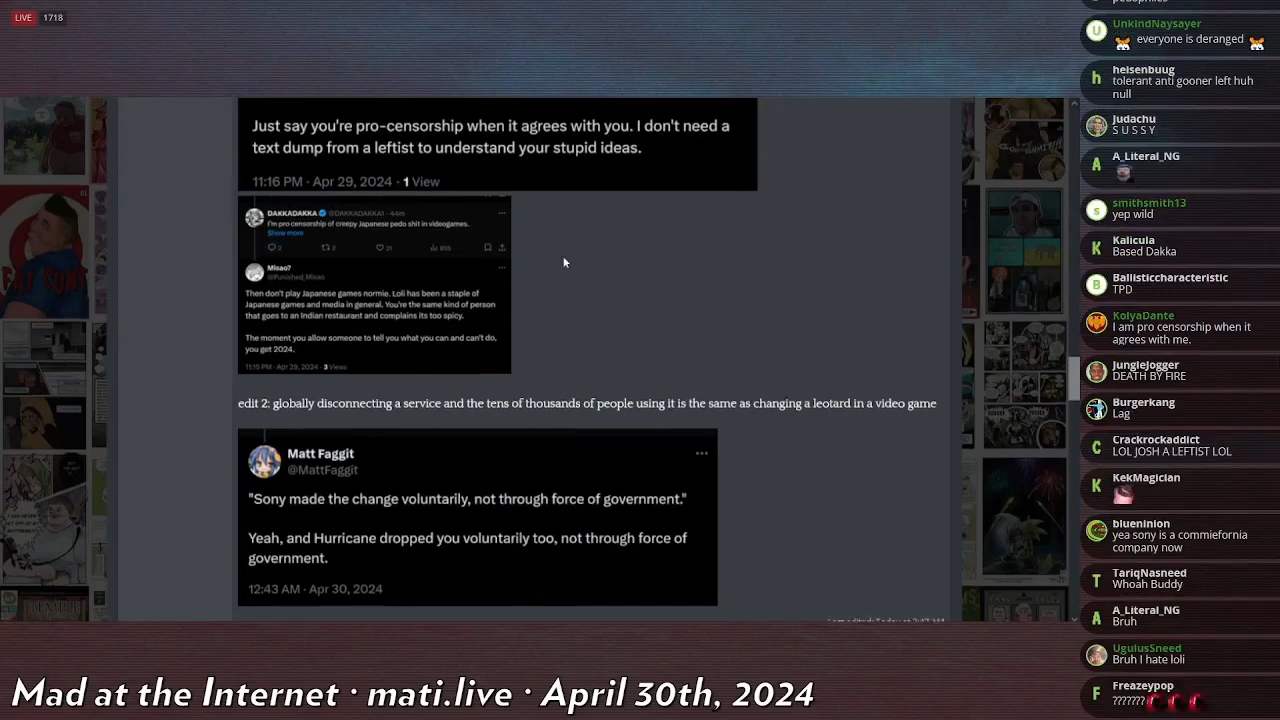 LIVE 1718
Just say you're pro-censorship when it agrees with you. I don't need a
text dump from a leftist to understand your stupid ideas.
11:16 PM · Apr 29, 2024 · 1 View
DAKKADAKKA @DAKKADAKKA1 · 44m
I'm pro censorship of creepy Japanese pedo shit in videogames.
Show more
2 2 21 855
Misao?
@Punished_Misao
Then don't play Japanese games normie. Loli has been a staple of
Japanese games and media in general. You're the same kind of person
that goes to an Indian restaurant and complains its too spicy.
The moment you allow someone to tell you what you can and can't do,
you get 2024.
11:15 PM · Apr 29, 2024 · 3 Views
edit 2: globally disconnecting a service and the tens of thousands of people using it is the same as changing a leotard in a video game
Matt Faggit
@MattFaggit
"Sony made the change voluntarily, not through force of government."
Yeah, and Hurricane dropped you voluntarily too, not through force of
government.
12:43 AM · Apr 30, 2024
Mad at the Internet · mati.live · April 30th, 2024
U
UnkindNaysayer
everyone is deranged
h
heisenbuug
tolerant anti gooner left huh
null
Judachu
S U S S Y
A
A_Literal_NG
s
smithsmith13
yep wild
K
Kalicula
Based Dakka
B
Ballisticcharacteristic
TPD
KolyaDante
I am pro censorship when it
agrees with me.
JungleJogger
DEATH BY FIRE
Burgerkang
Lag
C
Crackrockaddict
LOL JOSH A LEFTIST LOL
K
KekMagician
blueninion
yea sony is a commiefornia
company now
T
TariqNasneed
Whoah Buddy
A
A_Literal_NG
Bruh
UgulusSneed
Bruh I hate loli
F
Freazeypop
???????